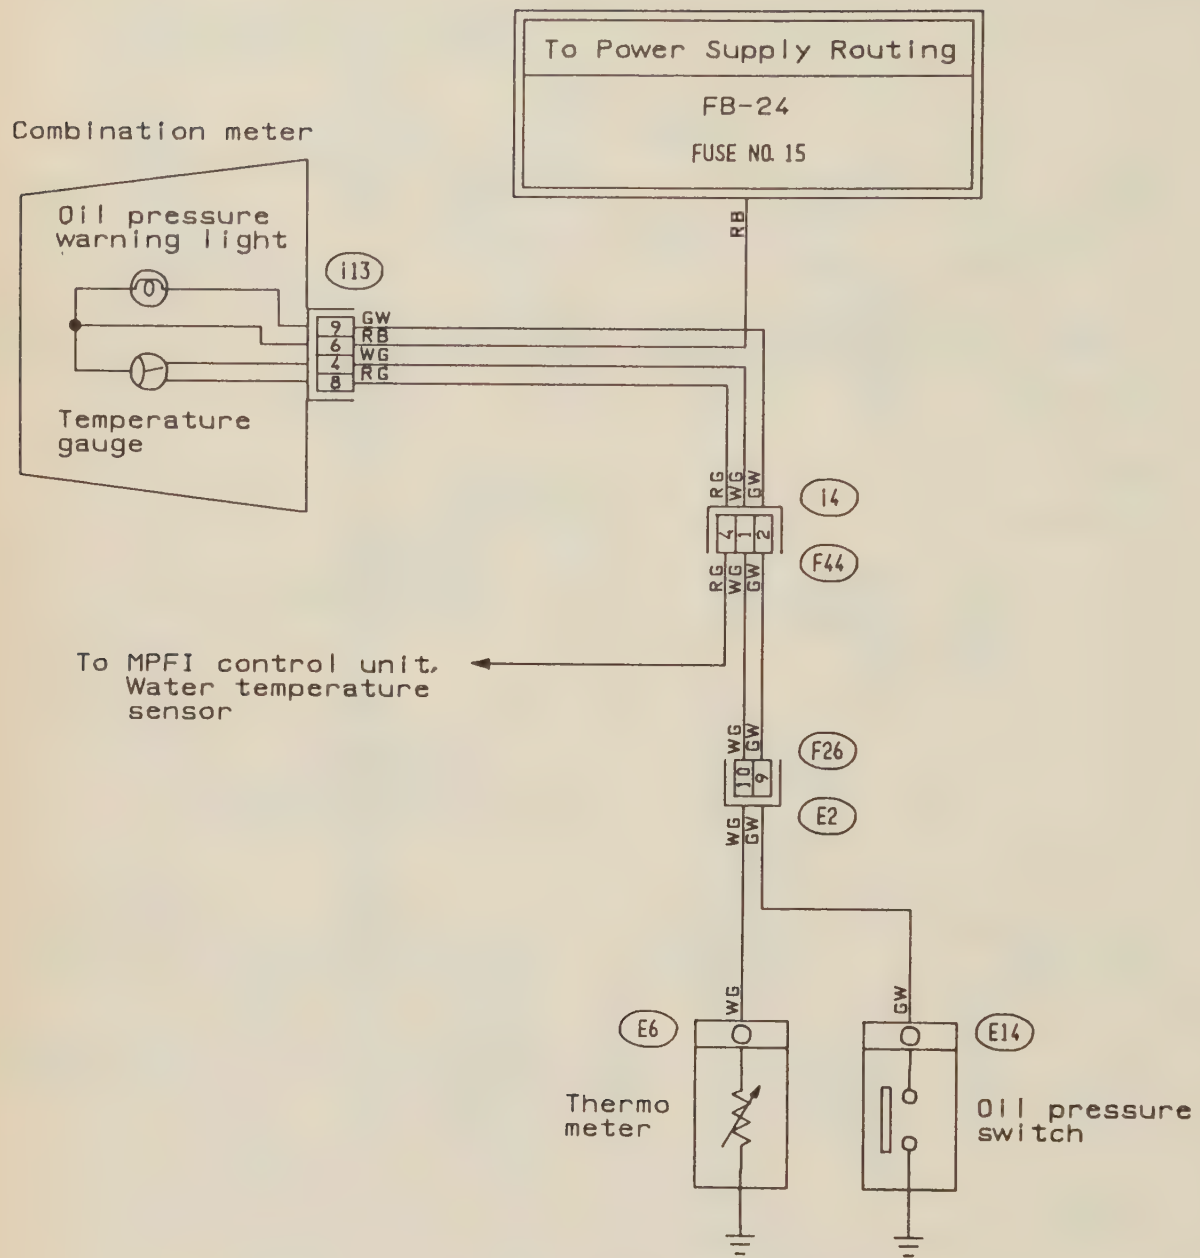 To Power Supply Routing
FB-24
FUSE NO. 15
Combination meter
RB
Oil pressure
warning light
i13
9 GW
6 RB
4 WG
8 RG
Temperature
gauge
RG WG GW
i4
4 1 2
F44
RG WG GW
To MPFI control unit,
Water temperature
sensor
WG GW
F26
10 9
E2
WG GW
WG
GW
E6
E14
Thermo
meter
Oil pressure
switch